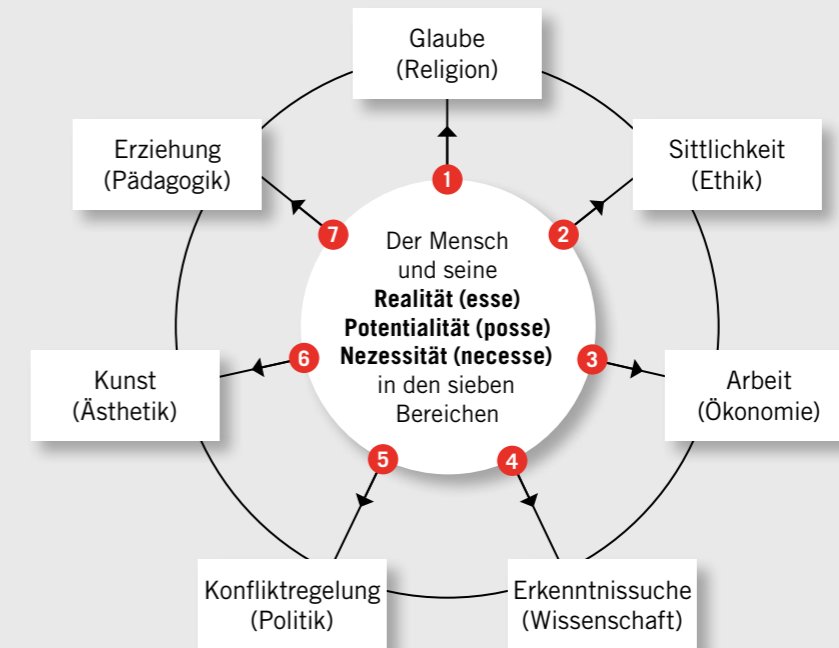 Glaube
(Religion)
Erziehung
(Pädagogik)
Sittlichkeit
(Ethik)
1
7
2
Der Mensch
und seine
Realität (esse)
Potentialität (posse)
Nezessität (necesse)
in den sieben
Bereichen
6
3
Kunst
(Ästhetik)
Arbeit
(Ökonomie)
5
4
Konfliktregelung
(Politik)
Erkenntnissuche
(Wissenschaft)